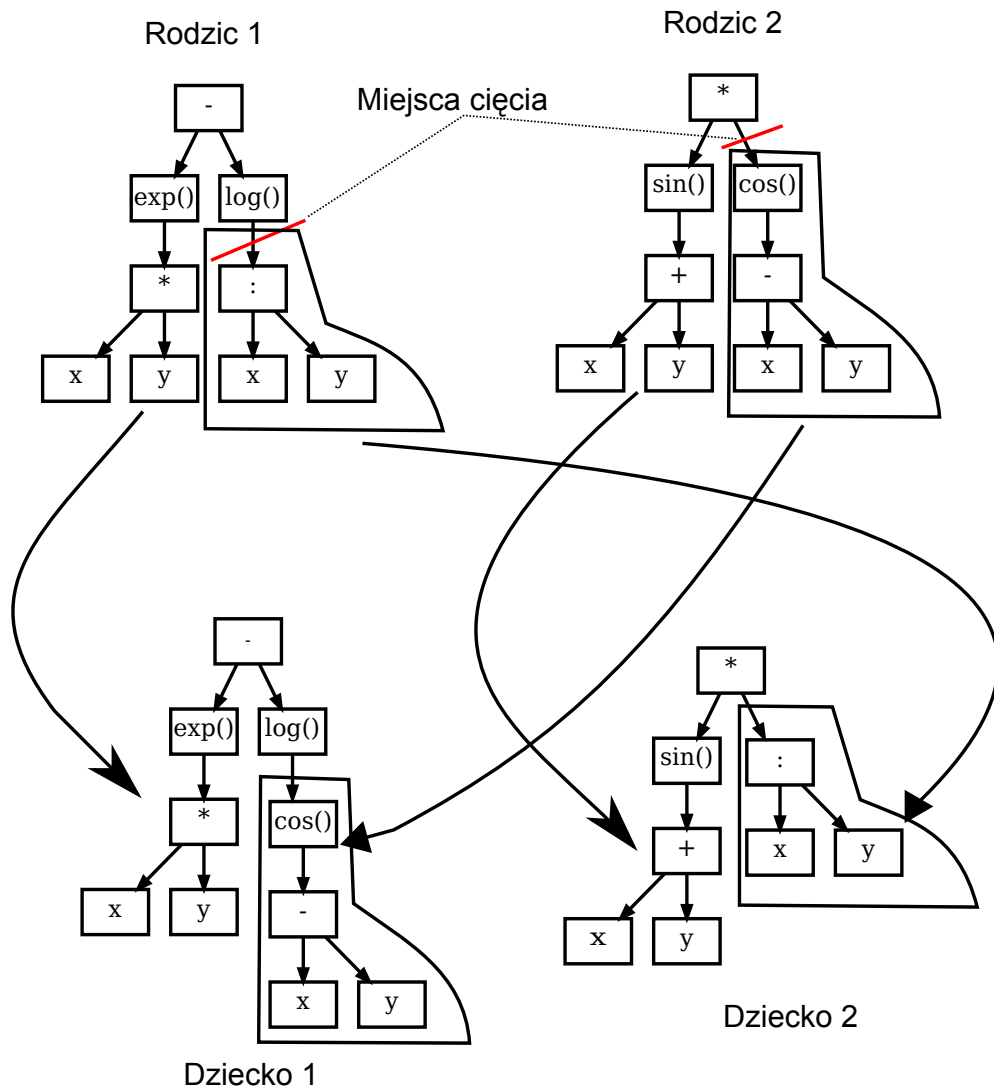 Rodzic 1
Rodzic 2
Miejsca cięcia
-
exp() log()
* :
x y x y
*
sin() cos()
+ -
x y x y
-
exp() log()
* cos()
x y -
x y
Dziecko 1
*
sin() :
+ x y
x y
Dziecko 2